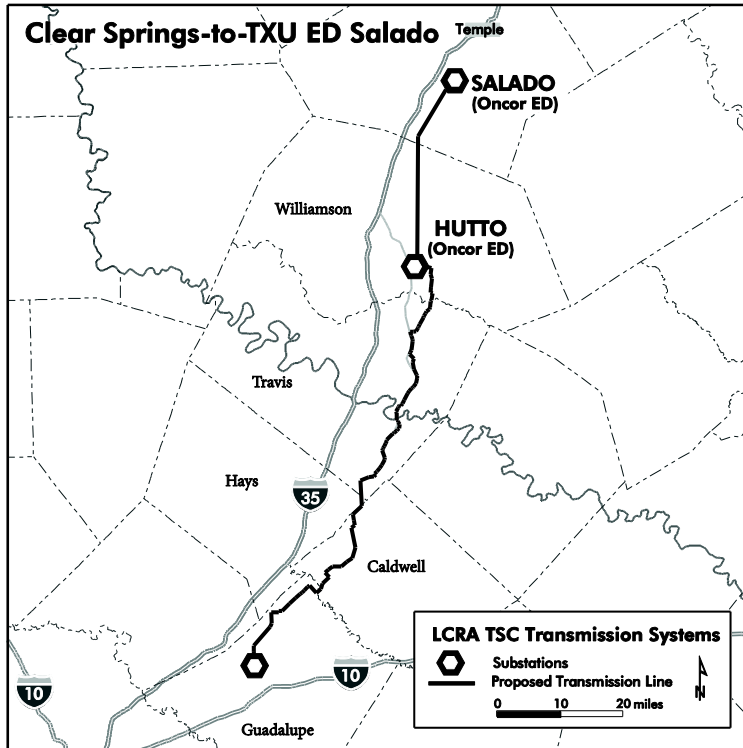 Clear Springs-to-TXU ED Salado
Temple
SALADO
(Oncor ED)
Williamson
HUTTO
(Oncor ED)
Travis
Hays
35
Caldwell
LCRA TSC Transmission Systems
Substations
Proposed Transmission Line
N
0 10 20 miles
10
10
Guadalupe